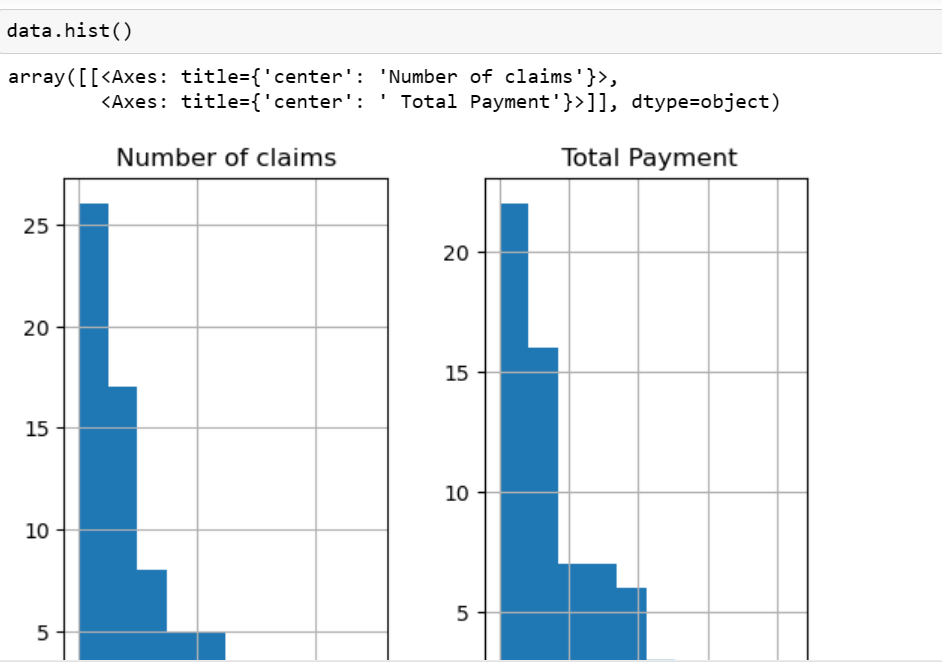 data.hist()
array([[<Axes: title={'center': 'Number of claims'}>,
        <Axes: title={'center': ' Total Payment'}>]], dtype=object)
Number of claims
Total Payment
25
20
15
10
5
20
15
10
5